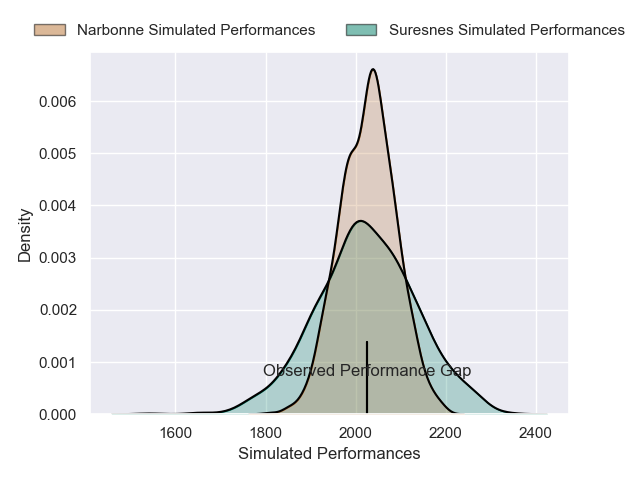 Narbonne Simulated Performances
Suresnes Simulated Performances
0.006
0.005
0.004
0.003
0.002
0.001
0.000
Density
Observed Performance Gap
1600 1800 2000 2200 2400
Simulated Performances